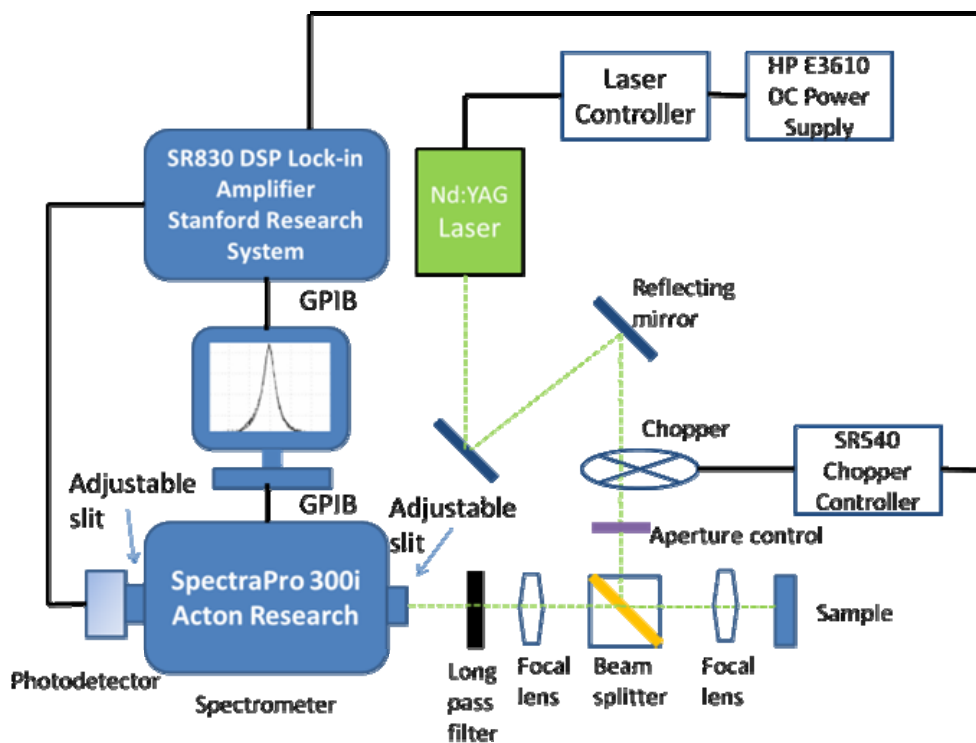 Laser
Controller
HP E3610
DC Power
Supply
SR830 DSP Lock-in
Amplifier
Stanford Research
System
Nd:YAG
Laser
GPIB
Reflecting
mirror
Chopper
SR540
Chopper
Controller
Adjustable
slit
GPIB
Adjustable
slit
Aperture control
SpectraPro 300i
Acton Research
Sample
Photodetector
Spectrometer
Long
pass
filter
Focal
lens
Beam
splitter
Focal
lens